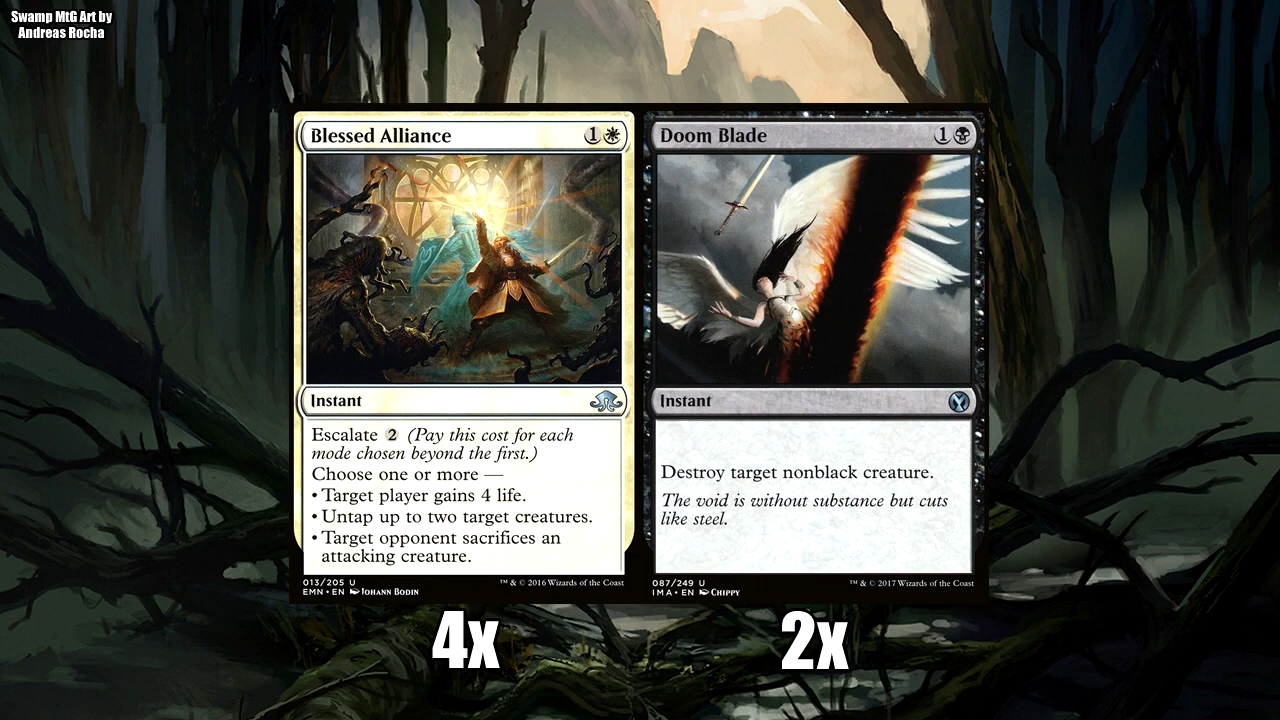 Swamp MtG Art by
Andreas Rocha
Blessed Alliance 1
Instant
Escalate 2 (Pay this cost for each
mode chosen beyond the first.)
Choose one or more —
• Target player gains 4 life.
• Untap up to two target creatures.
• Target opponent sacrifices an
attacking creature.
013/205 U
™ & © 2016 Wizards of the Coast
EMN • EN Johann Bodin
4x
Doom Blade 1
Instant
Destroy target nonblack creature.
The void is without substance but cuts
like steel.
087/249 U
™ & © 2017 Wizards of the Coast
IMA • EN Chippy
2x